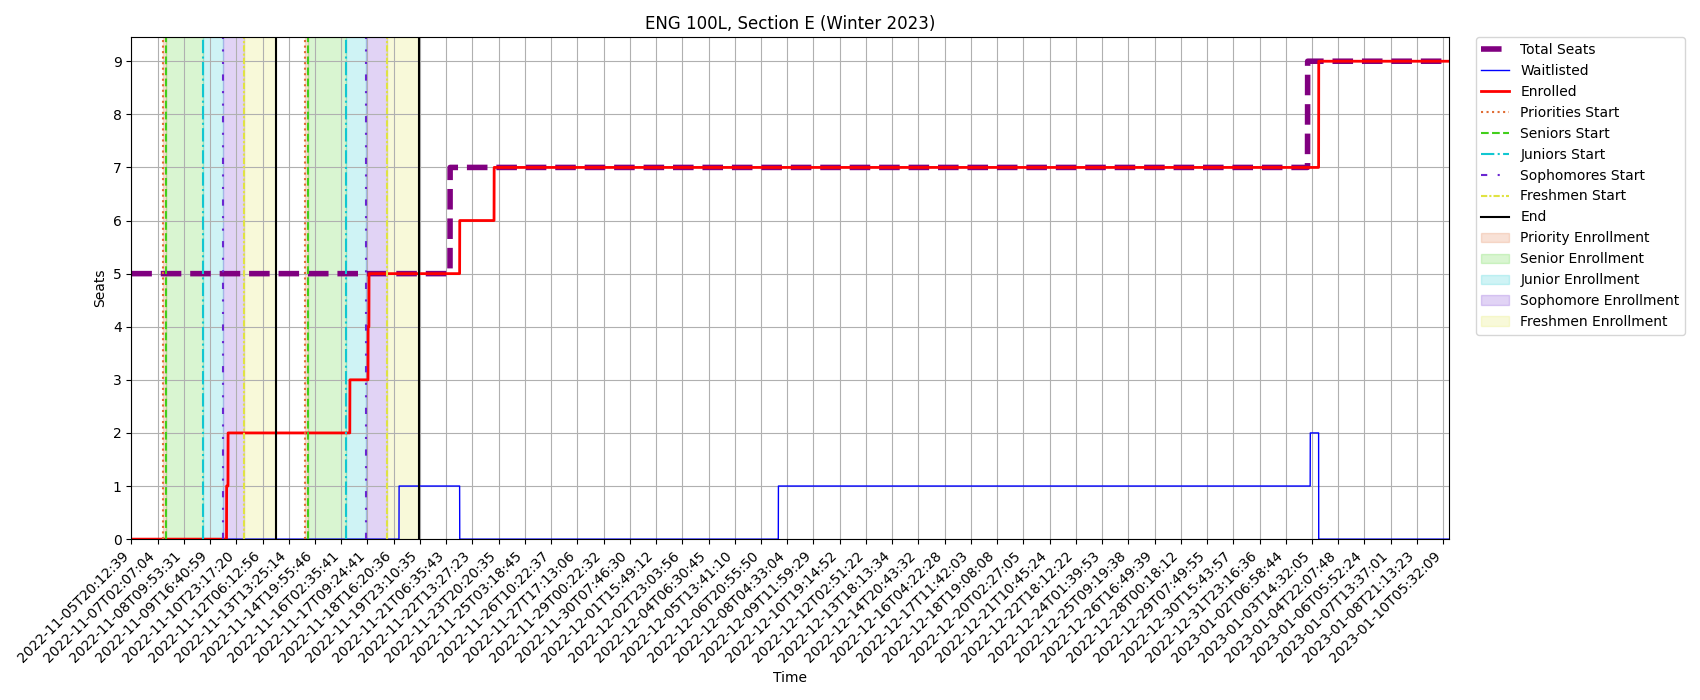 ENG 100L, Section E (Winter 2023)
Total Seats
Waitlisted
Enrolled
Priorities Start
Seniors Start
Juniors Start
Sophomores Start
Freshmen Start
End
Priority Enrollment
Senior Enrollment
Junior Enrollment
Sophomore Enrollment
Freshmen Enrollment
Seats
9
8
7
6
5
4
3
2
1
0
2022-11-05T20:12:39
2022-11-07T02:07:04
2022-11-08T09:53:31
2022-11-09T16:40:59
2022-11-10T23:17:20
2022-11-12T06:12:56
2022-11-13T13:25:14
2022-11-14T19:55:46
2022-11-16T02:35:41
2022-11-17T09:24:41
2022-11-18T16:20:36
2022-11-19T23:10:35
2022-11-21T06:35:43
2022-11-22T13:27:23
2022-11-23T20:20:35
2022-11-25T03:18:45
2022-11-26T10:22:37
2022-11-27T17:13:06
2022-11-29T00:22:32
2022-11-30T07:46:30
2022-12-01T15:49:12
2022-12-02T23:03:56
2022-12-04T06:30:45
2022-12-05T13:41:10
2022-12-06T20:55:50
2022-12-08T04:33:04
2022-12-09T11:59:29
2022-12-10T19:14:52
2022-12-12T02:51:22
2022-12-13T18:13:34
2022-12-14T20:43:32
2022-12-16T04:22:28
2022-12-17T11:42:03
2022-12-18T19:08:08
2022-12-20T02:27:05
2022-12-21T10:45:24
2022-12-22T18:12:22
2022-12-24T01:39:53
2022-12-25T09:19:38
2022-12-26T16:49:39
2022-12-28T00:18:12
2022-12-29T07:49:55
2022-12-30T15:43:57
2022-12-31T23:16:36
2023-01-02T06:58:44
2023-01-03T14:32:05
2023-01-04T22:07:48
2023-01-06T05:52:24
2023-01-07T13:37:01
2023-01-08T21:13:23
2023-01-10T05:32:09
Time